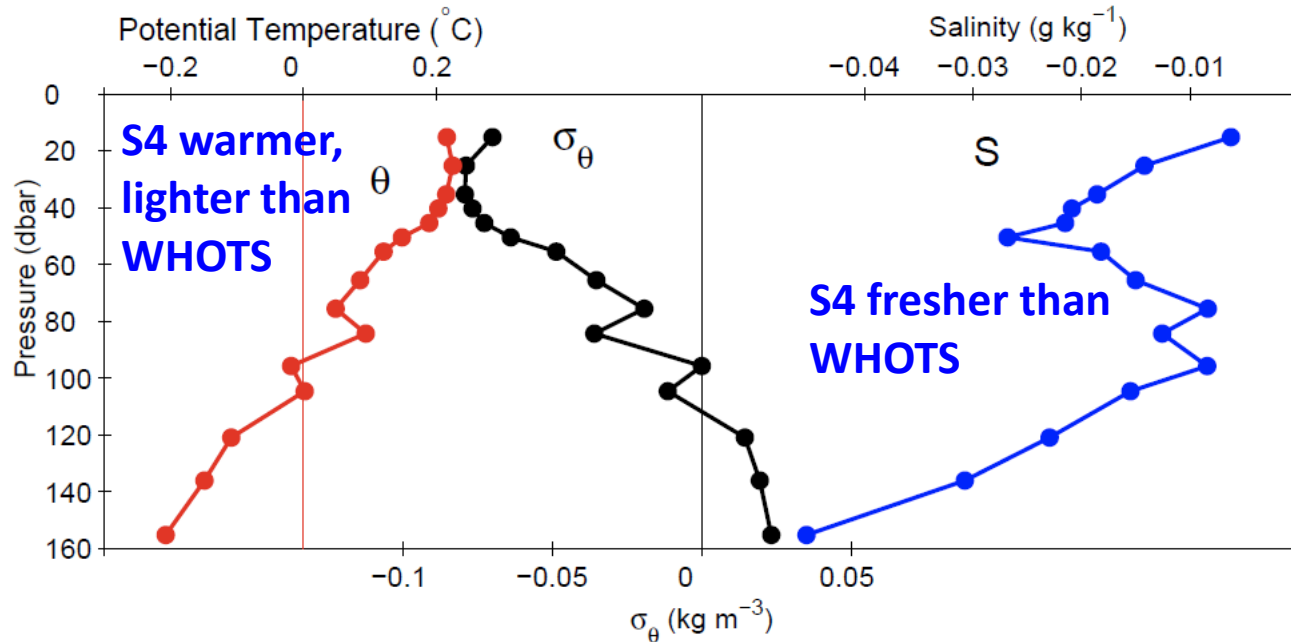 Potential Temperature (°C)
Salinity (g kg⁻¹)
−0.2 0 0.2 −0.04 −0.03 −0.02 −0.01
0
20
40
60
80
100
120
140
160
Pressure (dbar)
S4 warmer,
lighter than
WHOTS
θ
σθ
S
S4 fresher than
WHOTS
−0.1 −0.05 0 0.05
σθ (kg m⁻³)